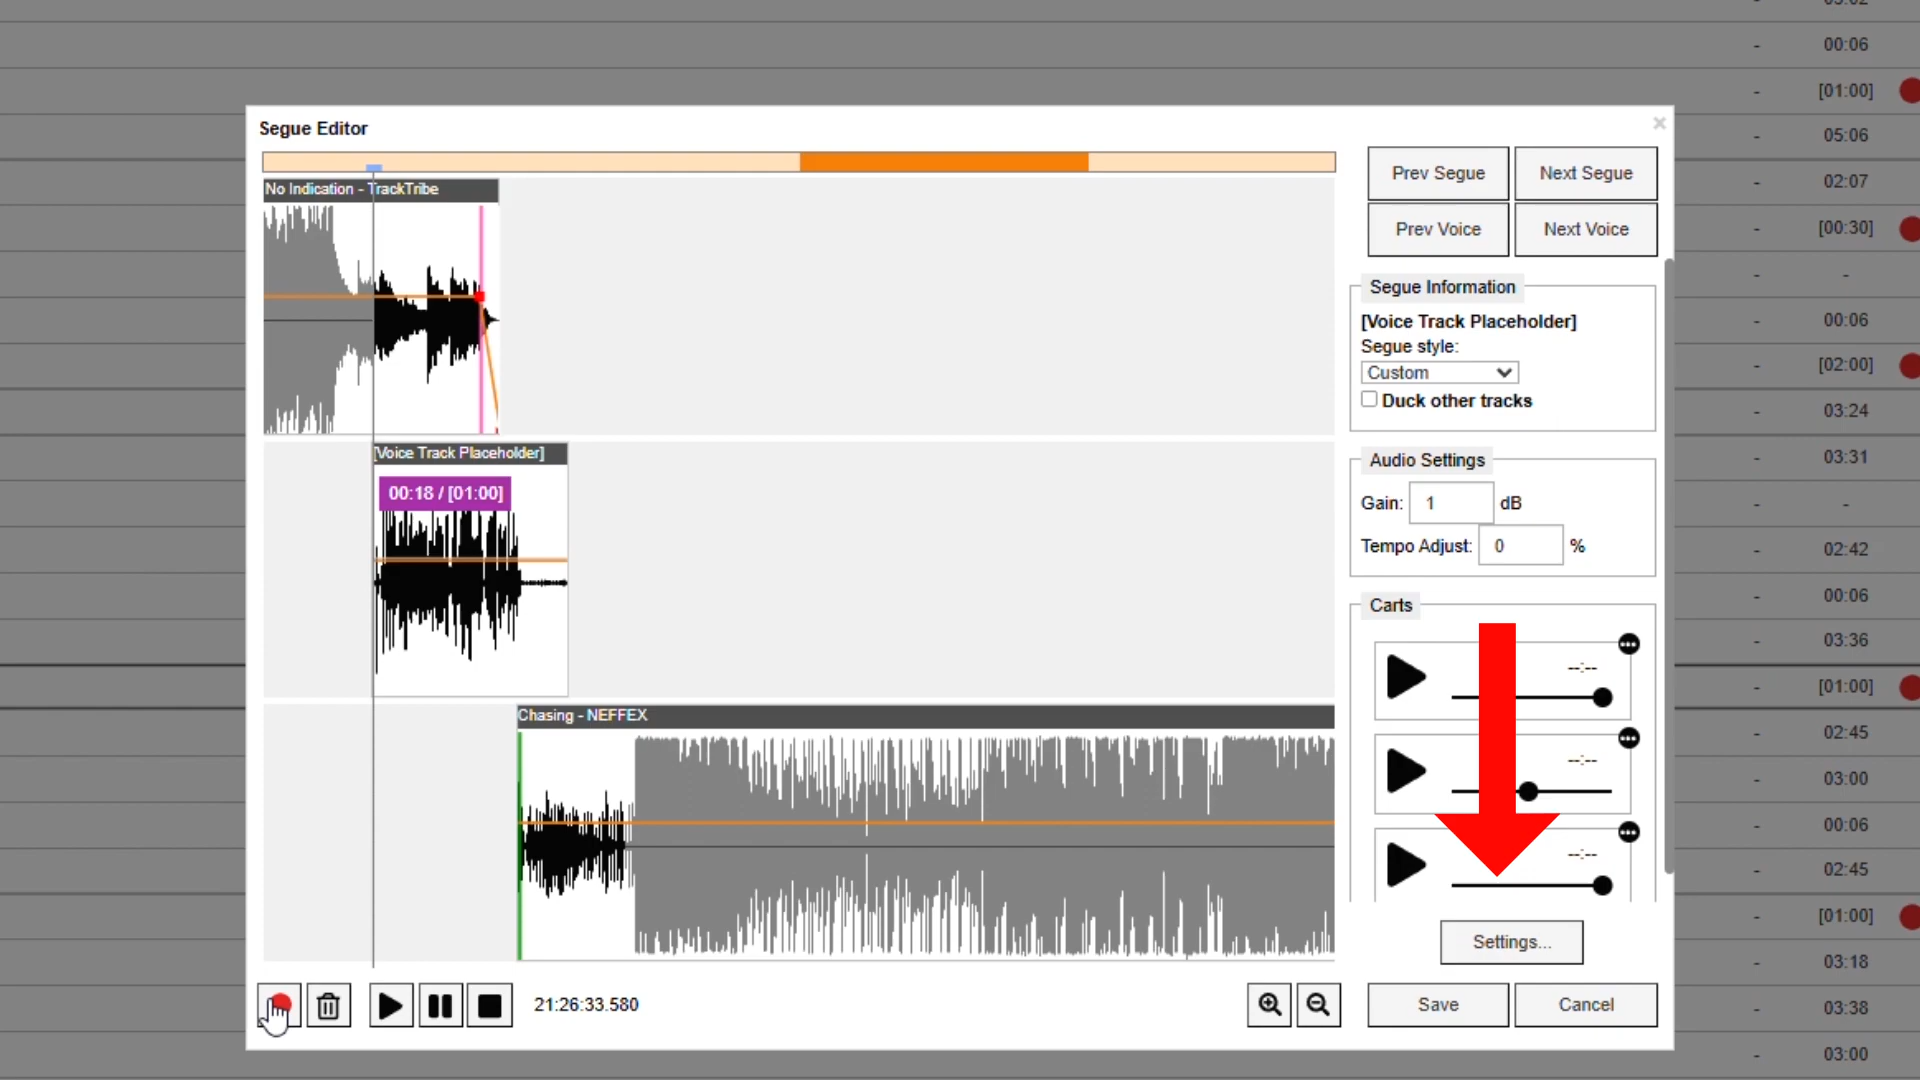 00:06
[01:00]
05:06
02:07
[00:30]
00:06
[02:00]
03:24
03:31
02:42
00:06
03:36
[01:00]
02:45
03:00
00:06
02:45
[01:00]
03:18
03:38
03:00
Segue Editor
No Indication - TrackTribe
[Voice Track Placeholder]
00:18 / [01:00]
Chasing - NEFFEX
21:26:33.580
Prev Segue
Next Segue
Prev Voice
Next Voice
Segue Information
[Voice Track Placeholder]
Segue style:
Custom
Duck other tracks
Audio Settings
Gain: 1 dB
Tempo Adjust: 0 %
Carts
--:--
--:--
--:--
Settings...
Save
Cancel